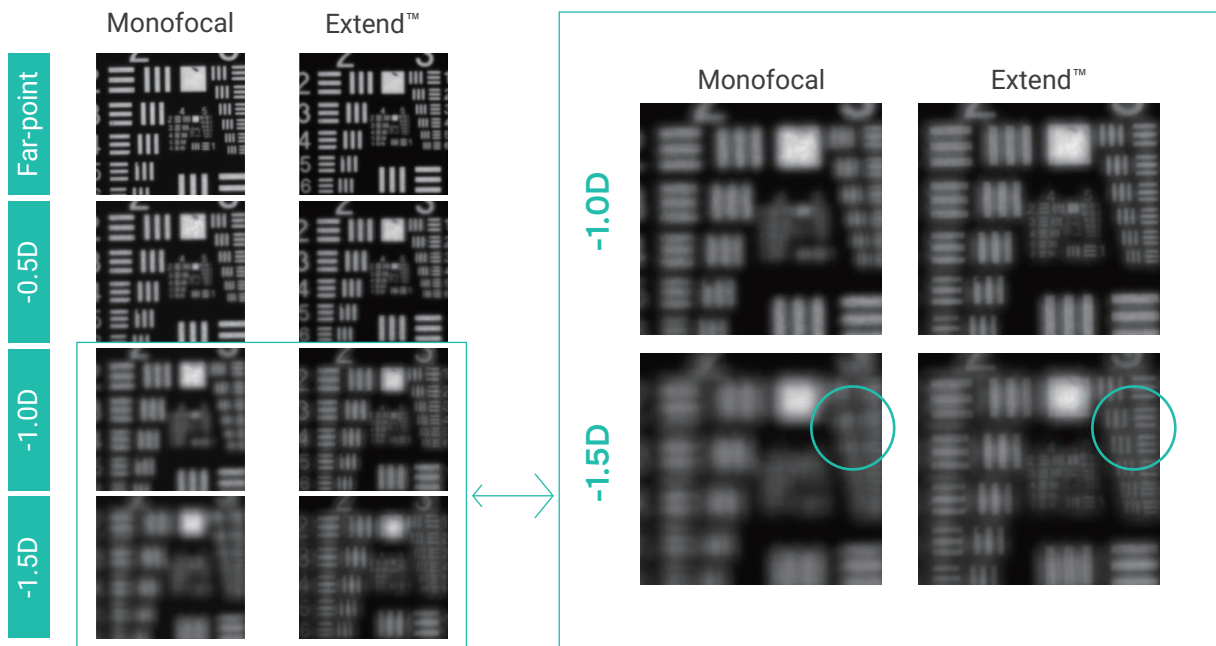 Monofocal Extend™
Far-point
-0.5D
-1.0D
-1.5D
Monofocal Extend™
-1.0D
-1.5D